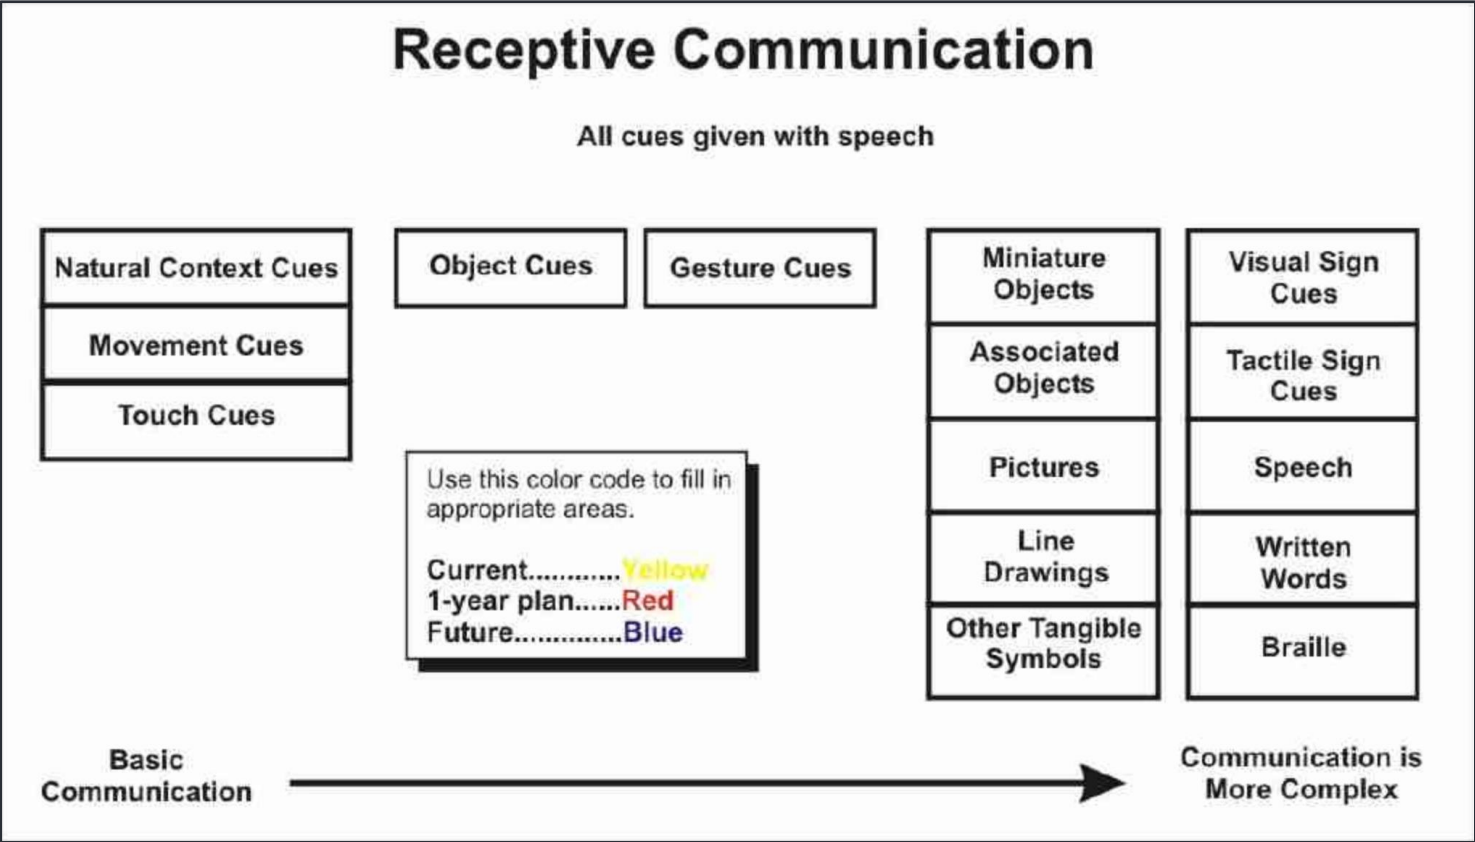 Receptive Communication
All cues given with speech
Natural Context Cues
Movement Cues
Touch Cues
Object Cues
Gesture Cues
Miniature
Objects
Associated
Objects
Pictures
Line
Drawings
Other Tangible
Symbols
Visual Sign
Cues
Tactile Sign
Cues
Speech
Written
Words
Braille
Use this color code to fill in
appropriate areas.
Current............Yellow
1-year plan......Red
Future..............Blue
Basic
Communication
Communication is
More Complex